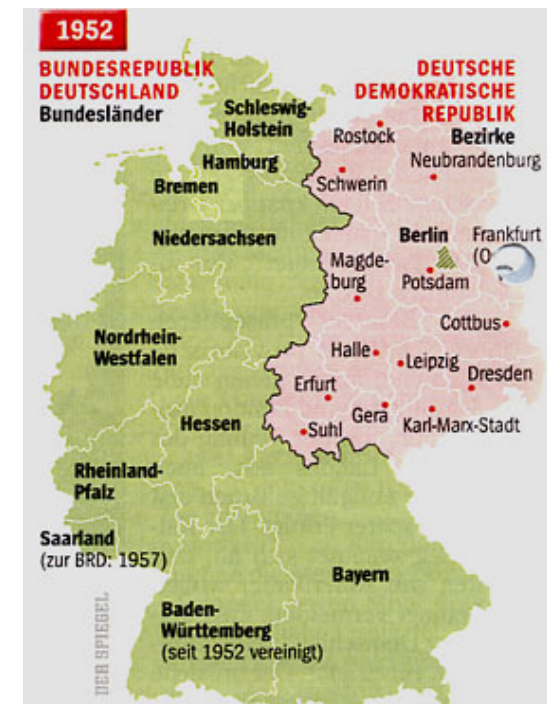 1952
BUNDESREPUBLIK
DEUTSCHLAND
Bundesländer
DEUTSCHE
DEMOKRATISCHE
REPUBLIK
Bezirke
Schleswig-
Holstein
Hamburg
Bremen
Niedersachsen
Nordrhein-
Westfalen
Hessen
Rheinland-
Pfalz
Saarland
(zur BRD: 1957)
Baden-
Württemberg
(seit 1952 vereinigt)
Bayern
Rostock
Neubrandenburg
Schwerin
Berlin
Frankfurt
Potsdam
Magde-
burg
Cottbus
Halle
Leipzig
Dresden
Erfurt
Gera
Suhl
Karl-Marx-Stadt
DER SPIEGEL